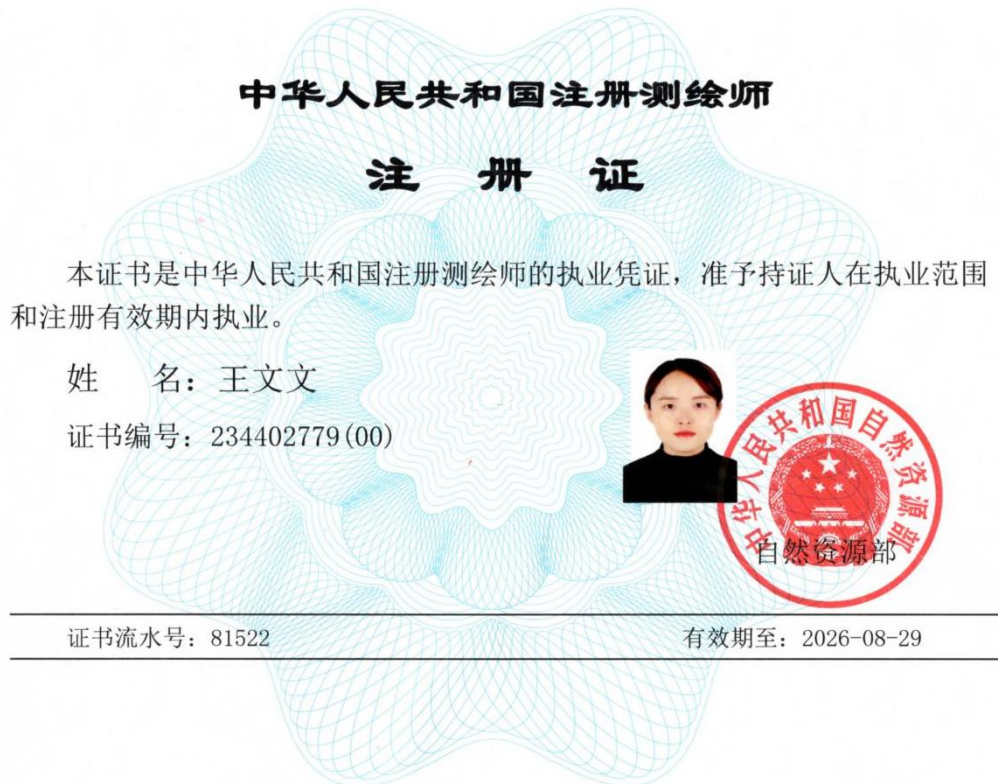 中华人民共和国注册测绘师
注 册 证
本证书是中华人民共和国注册测绘师的执业凭证，准予持证人在执业范围
和注册有效期内执业。
姓 名：王文文
证书编号：234402779(00)
中华人民共和国自然资源部
自然资源部
证书流水号：81522
有效期至：2026-08-29